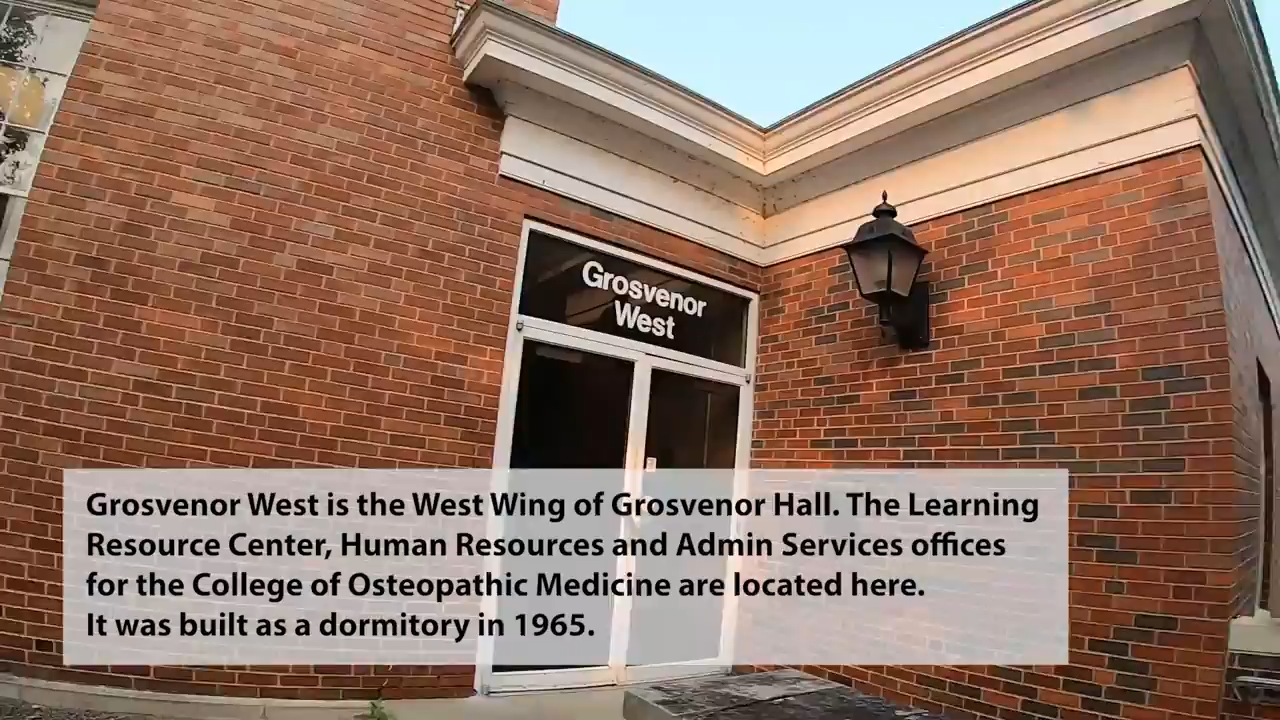 Grosvenor
West
Grosvenor West is the West Wing of Grosvenor Hall. The Learning
Resource Center, Human Resources and Admin Services offices
for the College of Osteopathic Medicine are located here.
It was built as a dormitory in 1965.